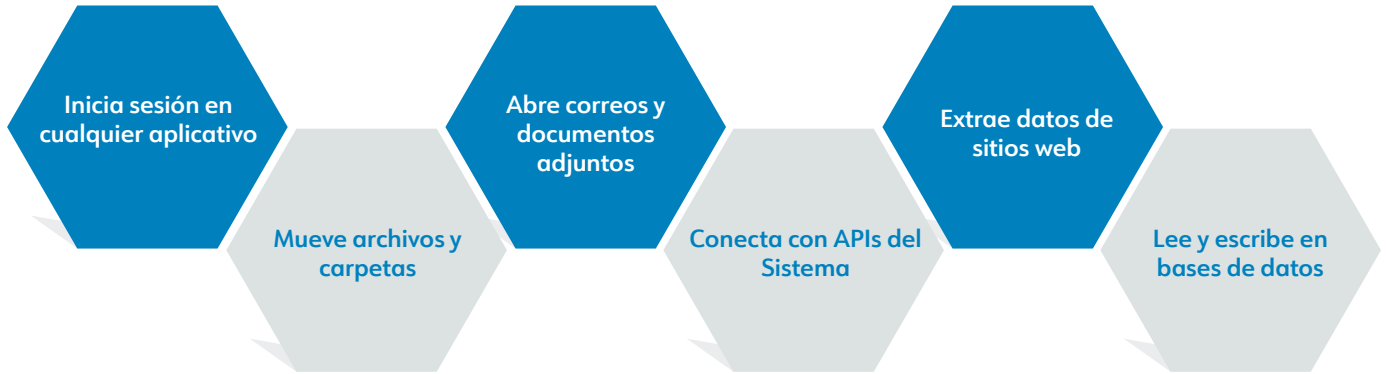 Inicia sesión en
cualquier aplicativo
Mueve archivos y
carpetas
Abre correos y
documentos
adjuntos
Conecta con APIs del
Sistema
Extrae datos de
sitios web
Lee y escribe en
bases de datos